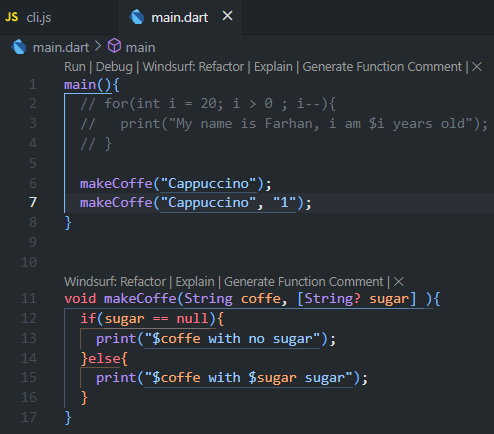 JS cli.js main.dart ×
main.dart > main
Run | Debug | Windsurf: Refactor | Explain | Generate Function Comment | ×
1 main(){
2   // for(int i = 20; i > 0 ; i--){
3   //   print("My name is Farhan, i am $i years old");
4   // }
5
6   makeCoffe("Cappuccino");
7   makeCoffe("Cappuccino", "1");
8 }
9
10
Windsurf: Refactor | Explain | Generate Function Comment | ×
11 void makeCoffe(String coffe, [String? sugar] ){
12   if(sugar == null){
13     print("$coffe with no sugar");
14   }else{
15     print("$coffe with $sugar sugar");
16   }
17 }